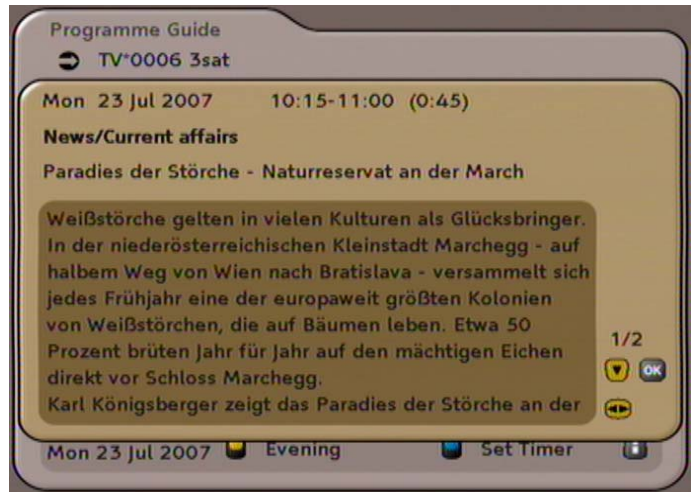 Programme Guide
TV*0006 3sat
Mon 23 Jul 2007 10:15-11:00 (0:45)
News/Current affairs
Paradies der Störche - Naturreservat an der March
Weißstörche gelten in vielen Kulturen als Glücksbringer.
In der niederösterreichischen Kleinstadt Marchegg - auf
halbem Weg von Wien nach Bratislava - versammelt sich
jedes Frühjahr eine der europaweit größten Kolonien
von Weißstörchen, die auf Bäumen leben. Etwa 50
Prozent brüten Jahr für Jahr auf den mächtigen Eichen
direkt vor Schloss Marchegg.
Karl Königsberger zeigt das Paradies der Störche an der
1/2
OK
Mon 23 Jul 2007 Evening Set Timer i